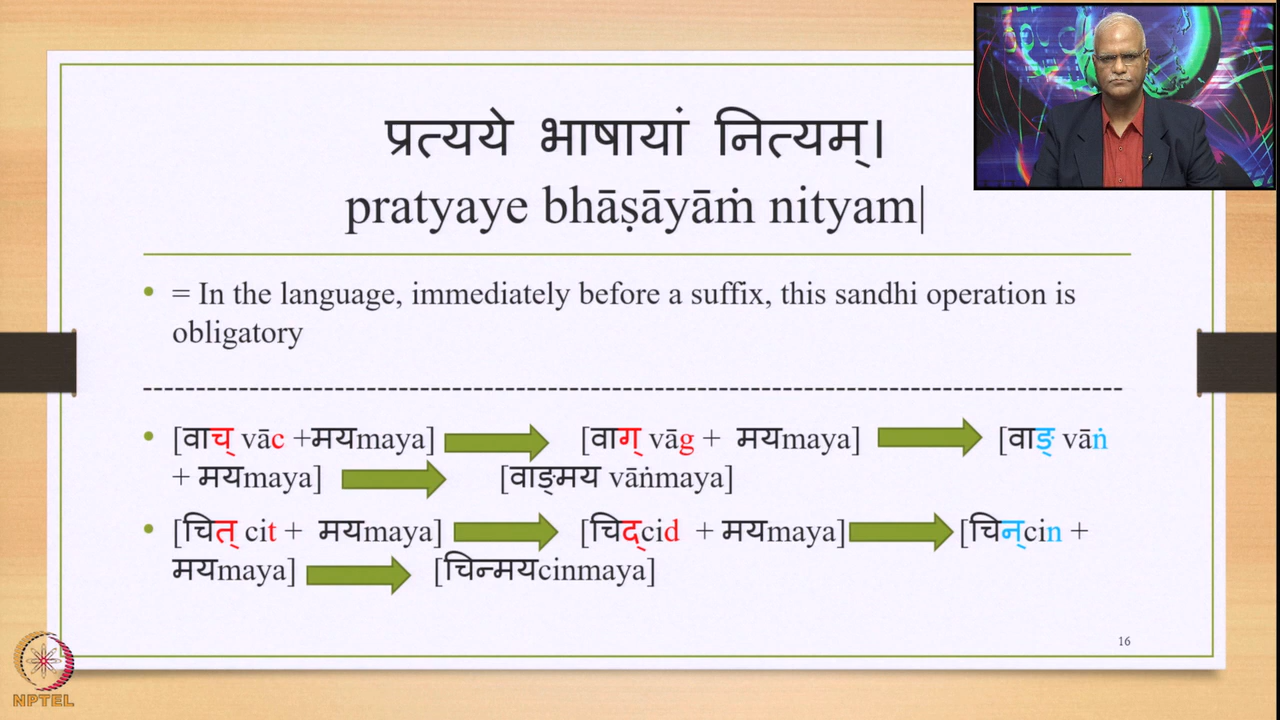 प्रत्यये भाषायां नित्यम्।
pratyaye bhāṣāyāṁ nityam|
• = In the language, immediately before a suffix, this sandhi operation is
obligatory
-----------------------------------------------------------------------------------------
• [वाच् vāc +मयmaya] [वाग् vāg + मयmaya] [वाङ् vāṅ
+ मयmaya] [वाङ्मय vāṅmaya]
• [चित् cit + मयmaya] [चिद्cid + मयmaya] [चिन्cin +
मयmaya] [चिन्मयcinmaya]
16
NPTEL